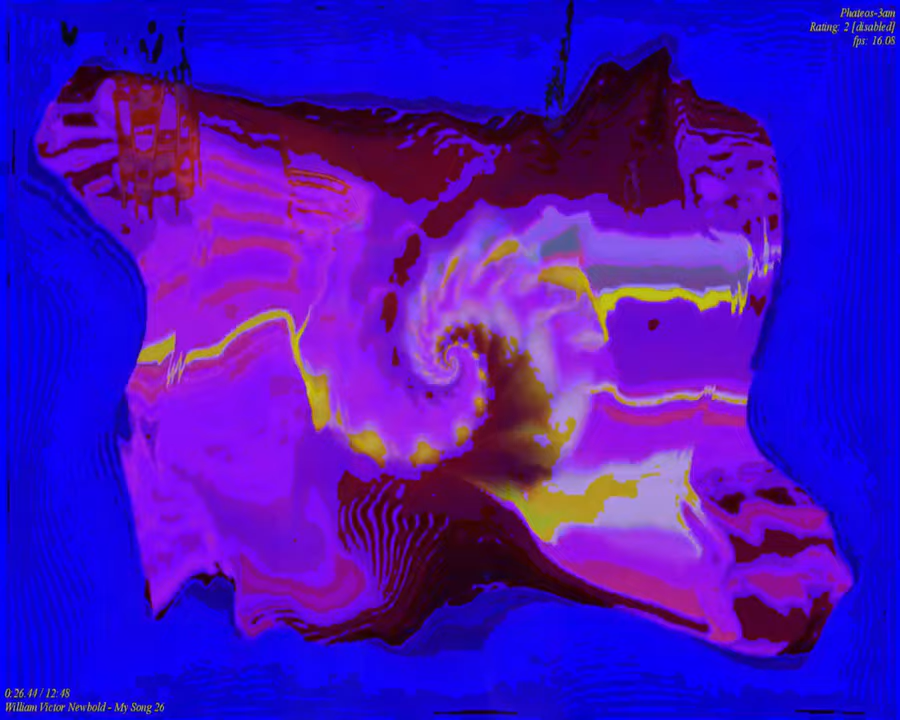 Phateos-3am
Rating: 2 [disabled]
fps: 16.08
0:26.44 / 12:48
William Victor Newbold - My Song 26